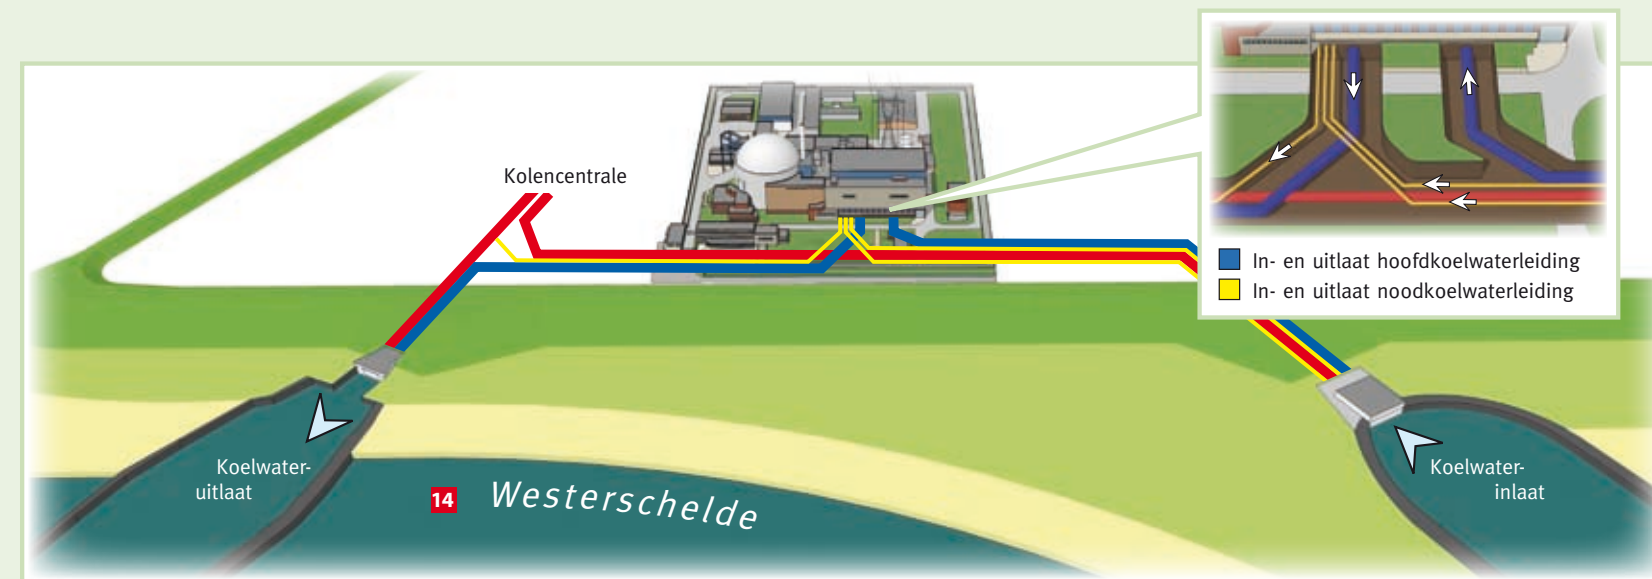 Kolencentrale
In- en uitlaat hoofdkoelwaterleiding
In- en uitlaat noodkoelwaterleiding
Koelwater-
uitlaat
14 Westerschelde
Koelwater-
inlaat